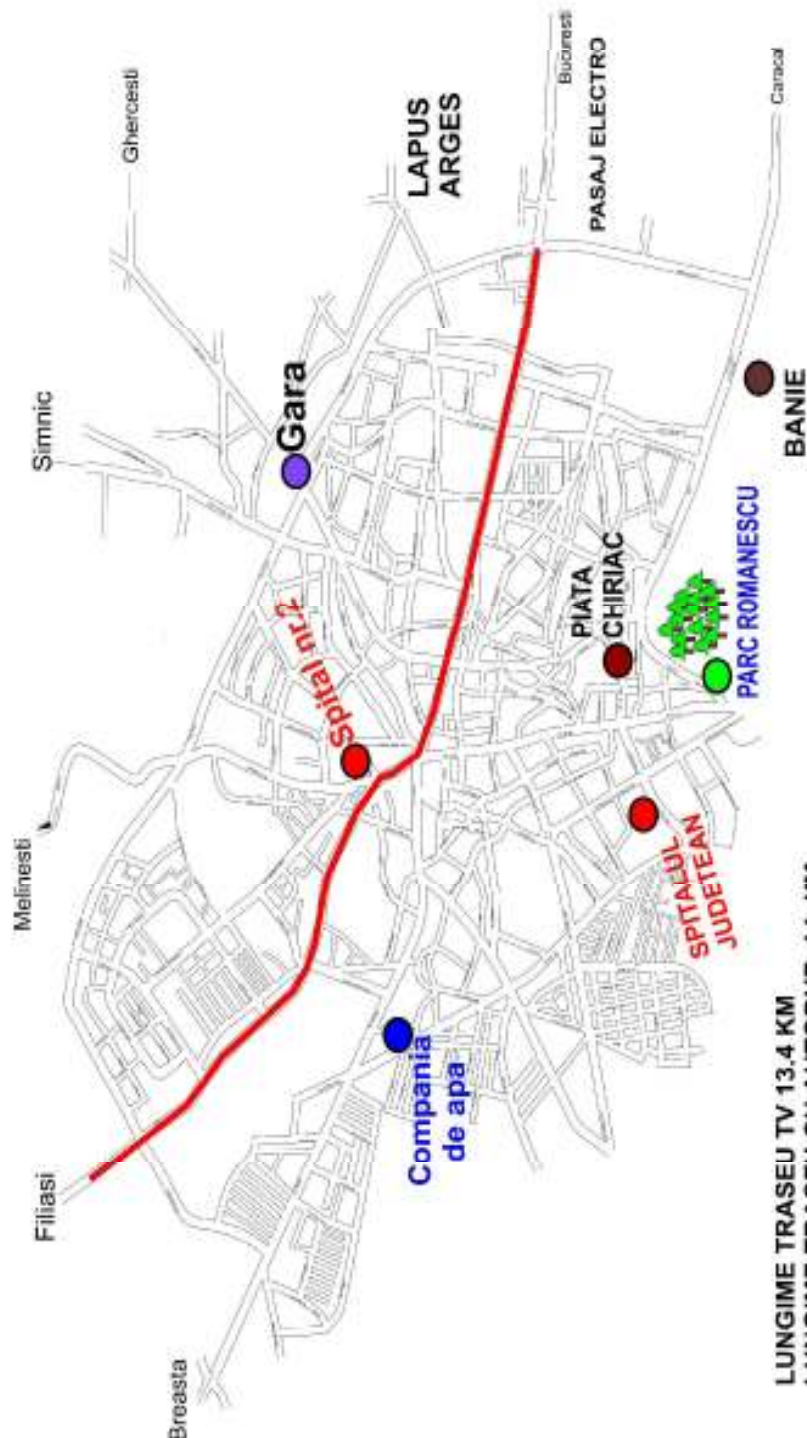 Melinesti
Filiasi
Simnic
Ghercesti
Breasta
Gara
Spital nr.2
LAPUS
ARGES
Compania
de apa
Bucuresti
PASAJ ELECTRO
PIATA
CHIRIAC
SPITALUL
JUDETEAN
PARC ROMANESCU
Caracal
BANIE
LUNGIME TRASEU TV 13.4 KM